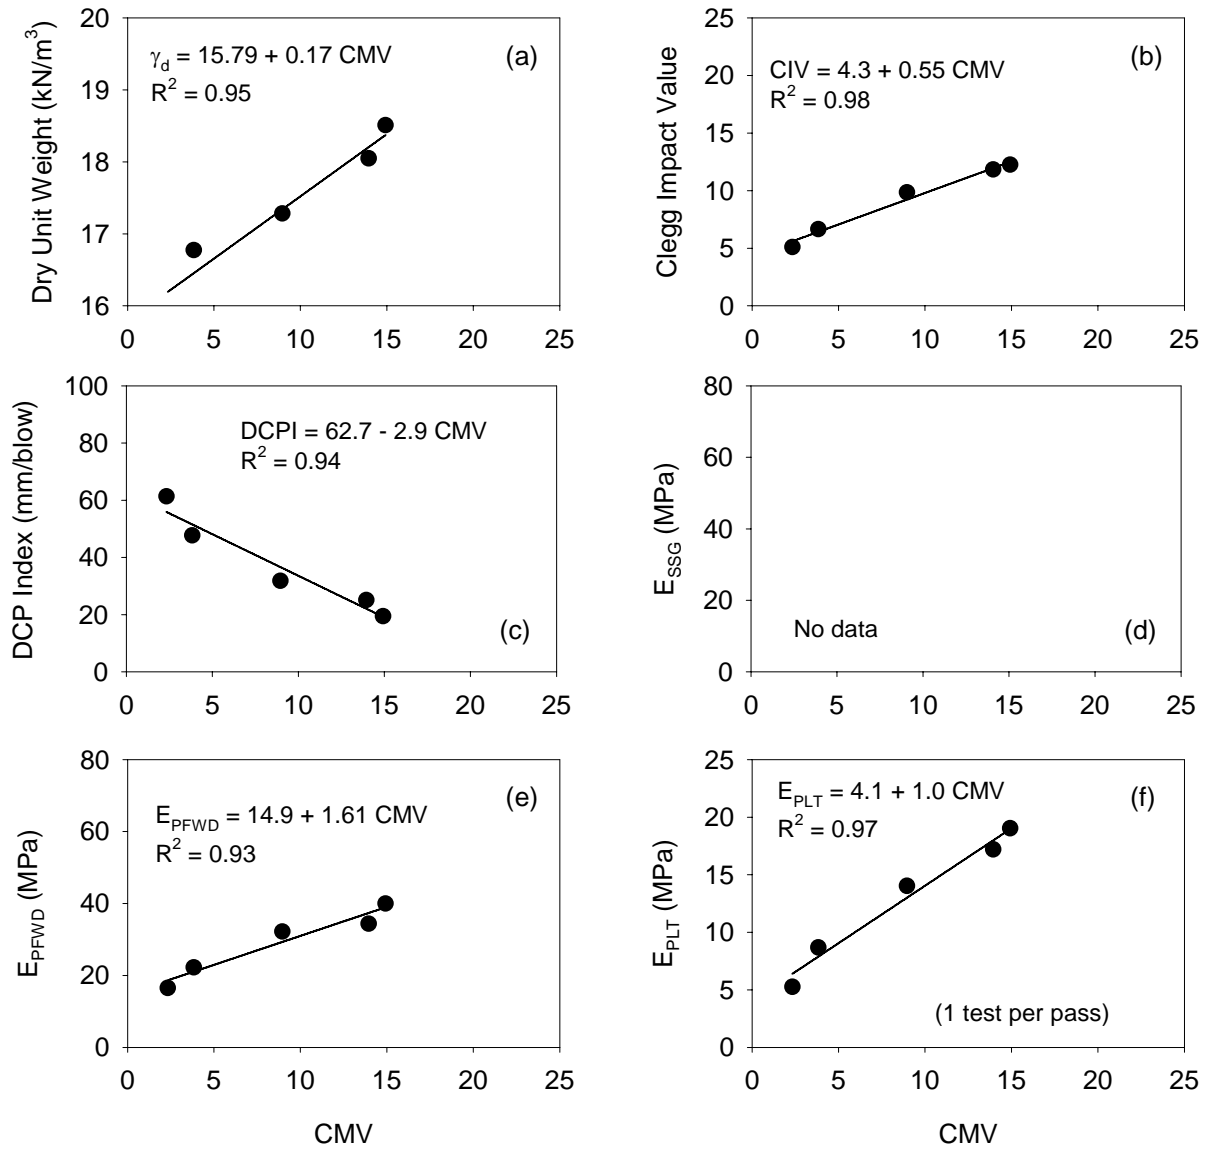 20
19
18
17
16
Dry Unit Weight (kN/m³)
γd = 15.79 + 0.17 CMV
R² = 0.95
(a)
0 5 10 15 20 25
25
20
15
10
5
0
Clegg Impact Value
CIV = 4.3 + 0.55 CMV
R² = 0.98
(b)
0 5 10 15 20 25
100
80
60
40
20
0
DCP Index (mm/blow)
DCPI = 62.7 - 2.9 CMV
R² = 0.94
(c)
0 5 10 15 20 25
80
60
40
20
0
ESSG (MPa)
No data
(d)
0 5 10 15 20 25
80
60
40
20
0
EPFWD (MPa)
EPFWD = 14.9 + 1.61 CMV
R² = 0.93
(e)
0 5 10 15 20 25
CMV
25
20
15
10
5
0
EPLT (MPa)
EPLT = 4.1 + 1.0 CMV
R² = 0.97
(f)
(1 test per pass)
0 5 10 15 20 25
CMV